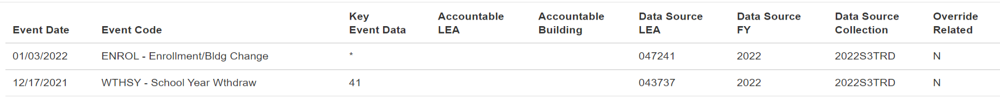 Event Date Event Code Key Event Data Accountable LEA Accountable Building Data Source LEA Data Source FY Data Source Collection Override Related
01/03/2022 ENROL - Enrollment/Bldg Change * 047241 2022 2022S3TRD N
12/17/2021 WTHSY - School Year Wthdraw 41 043737 2022 2022S3TRD N